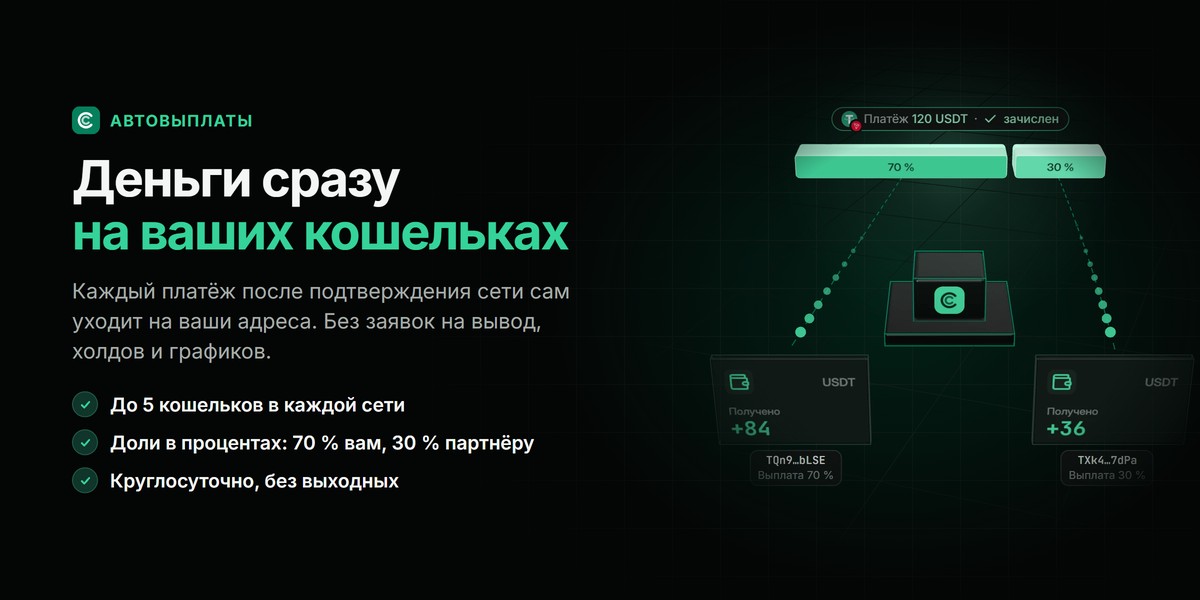 АВТОВЫПЛАТЫ
Деньги сразу
на ваших кошельках
Каждый платёж после подтверждения сети сам
уходит на ваши адреса. Без заявок на вывод,
холдов и графиков.
До 5 кошельков в каждой сети
Доли в процентах: 70 % вам, 30 % партнёру
Круглосуточно, без выходных
Платёж 120 USDT · ✓ зачислен
70 %
30 %
USDT
Получено
+84
TQn9…bLSE
Выплата 70 %
USDT
Получено
+36
TXk4…7dPa
Выплата 30 %